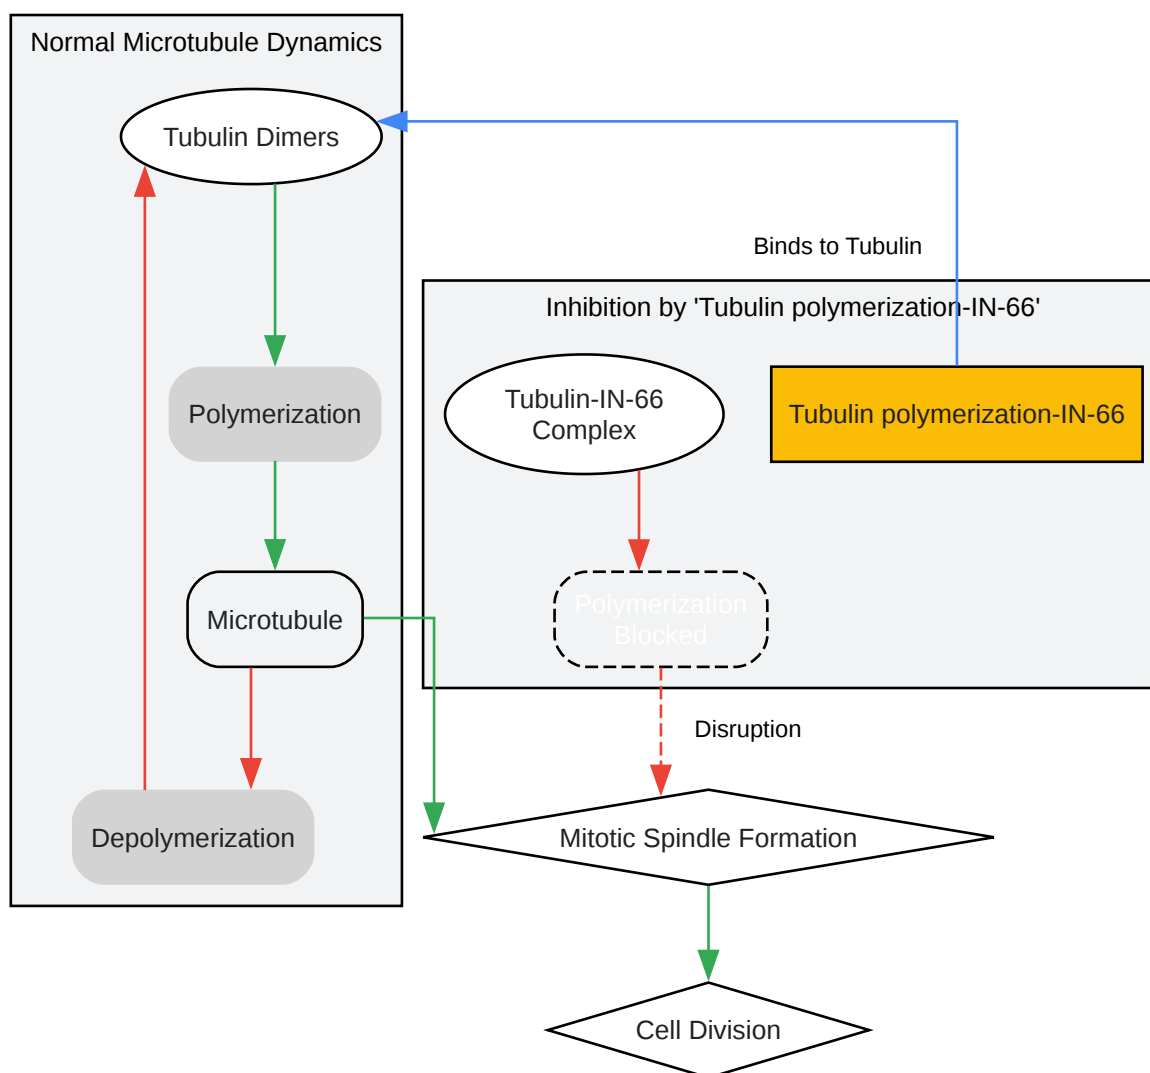 Normal Microtubule Dynamics
Tubulin Dimers
Binds to Tubulin
Inhibition by 'Tubulin polymerization-IN-66'
Tubulin-IN-66
Complex
Tubulin polymerization-IN-66
Polymerization
Polymerization
Blocked
Microtubule
Disruption
Depolymerization
Mitotic Spindle Formation
Cell Division